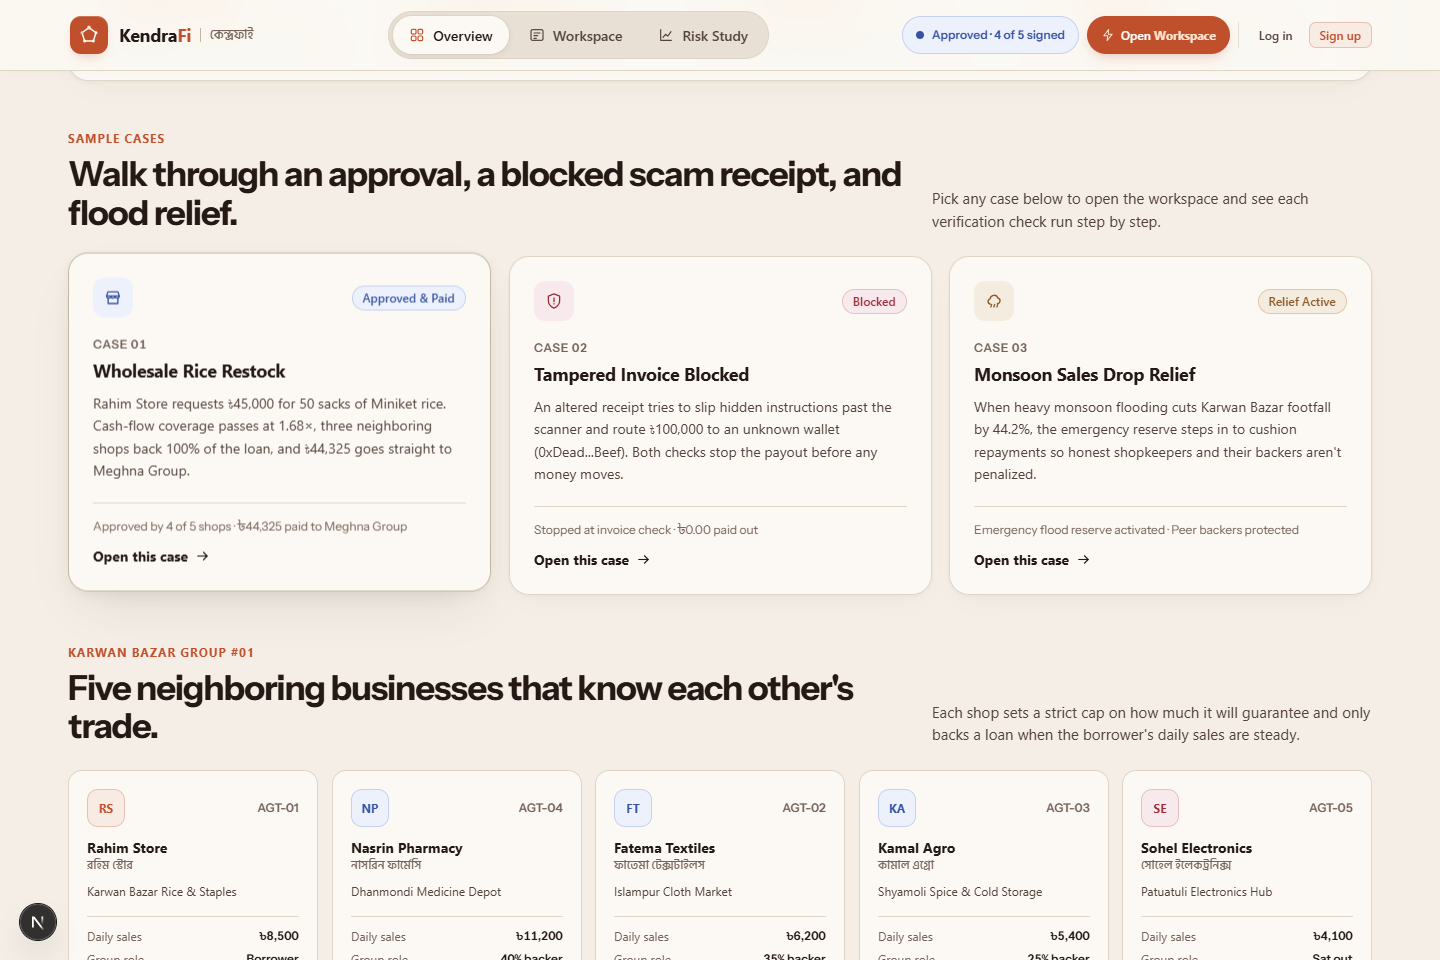 KendraFi | কেন্দ্রফাই
Overview
Workspace
Risk Study
Approved · 4 of 5 signed
Open Workspace
Log in
Sign up
SAMPLE CASES
Walk through an approval, a blocked scam receipt, and
flood relief.
Pick any case below to open the workspace and see each
verification check run step by step.
Approved & Paid
CASE 01
Wholesale Rice Restock
Rahim Store requests ৳45,000 for 50 sacks of Miniket rice.
Cash-flow coverage passes at 1.68×, three neighboring
shops back 100% of the loan, and ৳44,325 goes straight to
Meghna Group.
Approved by 4 of 5 shops · ৳44,325 paid to Meghna Group
Open this case →
Blocked
CASE 02
Tampered Invoice Blocked
An altered receipt tries to slip hidden instructions past the
scanner and route ৳100,000 to an unknown wallet
(0xDead...Beef). Both checks stop the payout before any
money moves.
Stopped at invoice check · ৳0.00 paid out
Open this case →
Relief Active
CASE 03
Monsoon Sales Drop Relief
When heavy monsoon flooding cuts Karwan Bazar footfall
by 44.2%, the emergency reserve steps in to cushion
repayments so honest shopkeepers and their backers aren't
penalized.
Emergency flood reserve activated · Peer backers protected
Open this case →
KARWAN BAZAR GROUP #01
Five neighboring businesses that know each other's
trade.
Each shop sets a strict cap on how much it will guarantee and only
backs a loan when the borrower's daily sales are steady.
RS
AGT-01
Rahim Store
রহিম স্টোর
Karwan Bazar Rice & Staples
Daily sales ৳8,500
Group role Borrower
NP
AGT-04
Nasrin Pharmacy
নাসরিন ফার্মেসি
Dhanmondi Medicine Depot
Daily sales ৳11,200
Group role 40% backer
FT
AGT-02
Fatema Textiles
ফাতেমা টেক্সটাইলস
Islampur Cloth Market
Daily sales ৳6,200
Group role 35% backer
KA
AGT-03
Kamal Agro
কামাল এগ্রো
Shyamoli Spice & Cold Storage
Daily sales ৳5,400
Group role 25% backer
SE
AGT-05
Sohel Electronics
সোহেল ইলেকট্রনিক্স
Patuatuli Electronics Hub
Daily sales ৳4,100
Group role Sat out
N